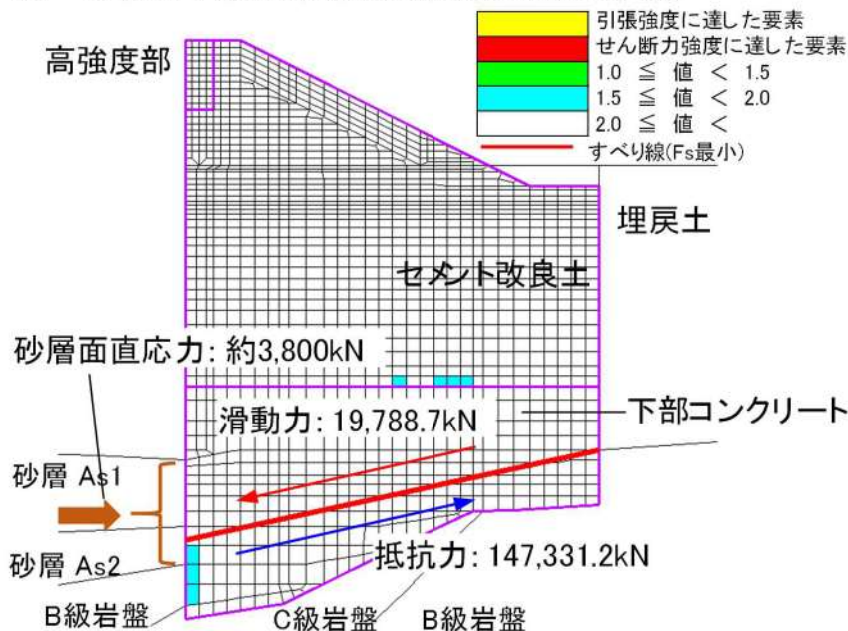 引張強度に達した要素
せん断力強度に達した要素
1.0 ≦ 値 < 1.5
1.5 ≦ 値 < 2.0
2.0 ≦ 値 <
すべり線(Fs最小)
高強度部
埋戻土
セメント改良土
砂層面直応力: 約3,800kN
滑動力: 19,788.7kN
下部コンクリート
砂層 As1
砂層 As2
抵抗力: 147,331.2kN
B級岩盤
C級岩盤
B級岩盤